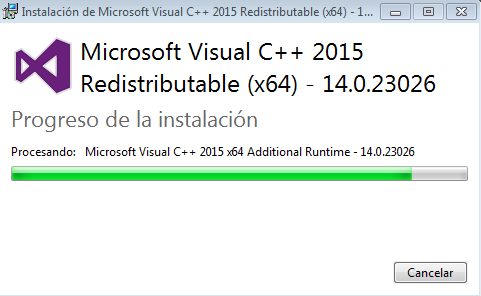 Instalación de Microsoft Visual C++ 2015 Redistributable (x64) - 1...
Microsoft Visual C++ 2015
Redistributable (x64) - 14.0.23026
Progreso de la instalación
Procesando: Microsoft Visual C++ 2015 x64 Additional Runtime - 14.0.23026
Cancelar